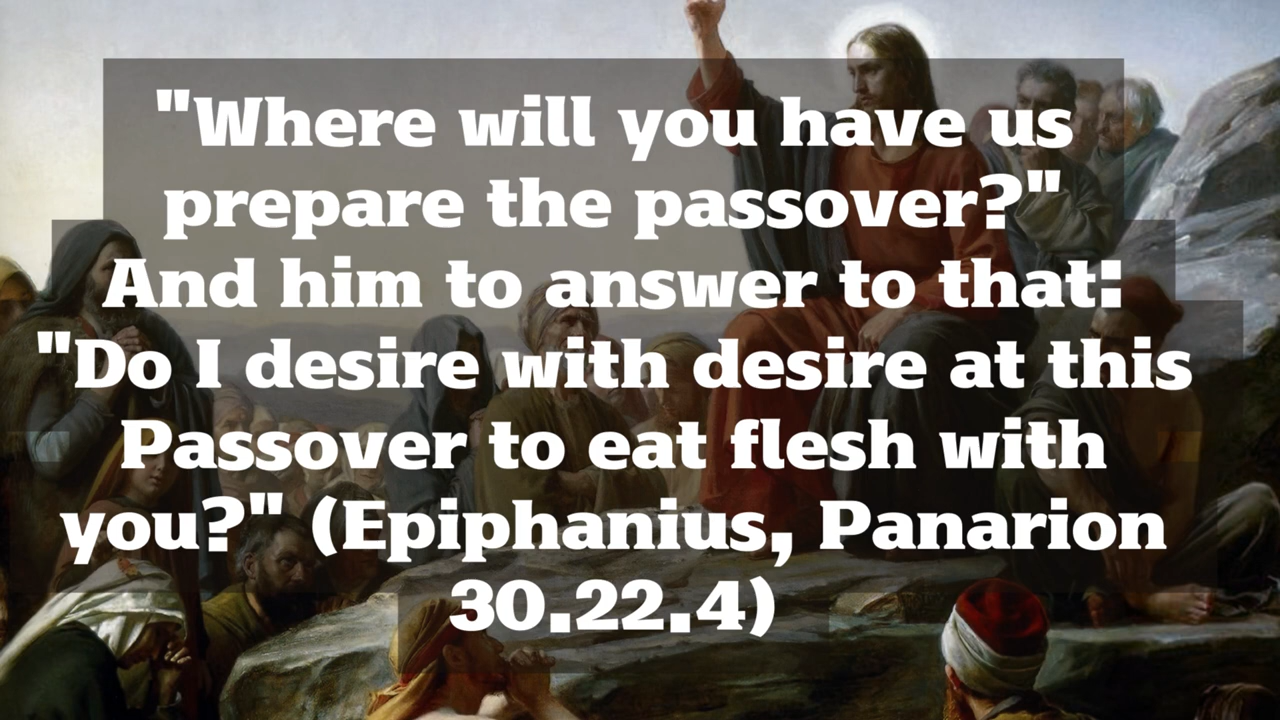 "Where will you have us
prepare the passover?"
And him to answer to that:
"Do I desire with desire at this
Passover to eat flesh with
you?" (Epiphanius, Panarion
30.22.4)